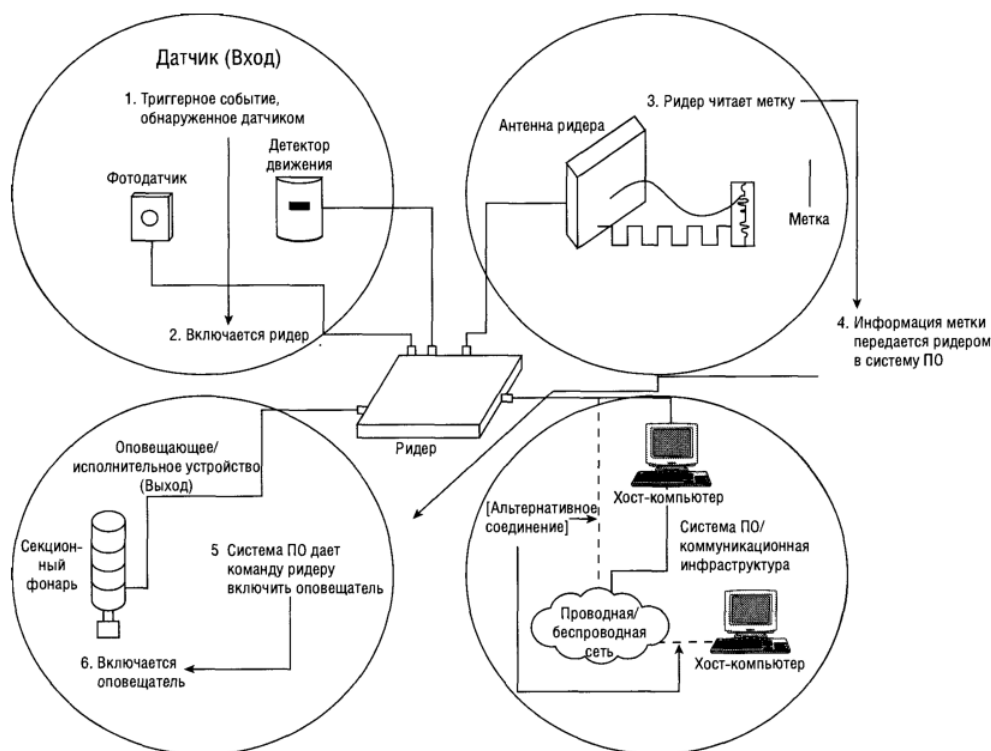 Датчик (Вход)
1. Триггерное событие,
обнаруженное датчиком
Детектор
движения
Фотодатчик
2. Включается ридер
3. Ридер читает метку
Антенна ридера
Метка
4. Информация метки
передается ридером
в систему ПО
Ридер
Оповещающее/
исполнительное устройство
(Выход)
Секцион-
ный
фонарь
5 Система ПО дает
команду ридеру
включить оповещатель
6. Включается
оповещатель
Хост-компьютер
[Альтернативное
соединение]
Система ПО/
коммуникационная
инфраструктура
Проводная/
беспроводная
сеть
Хост-компьютер